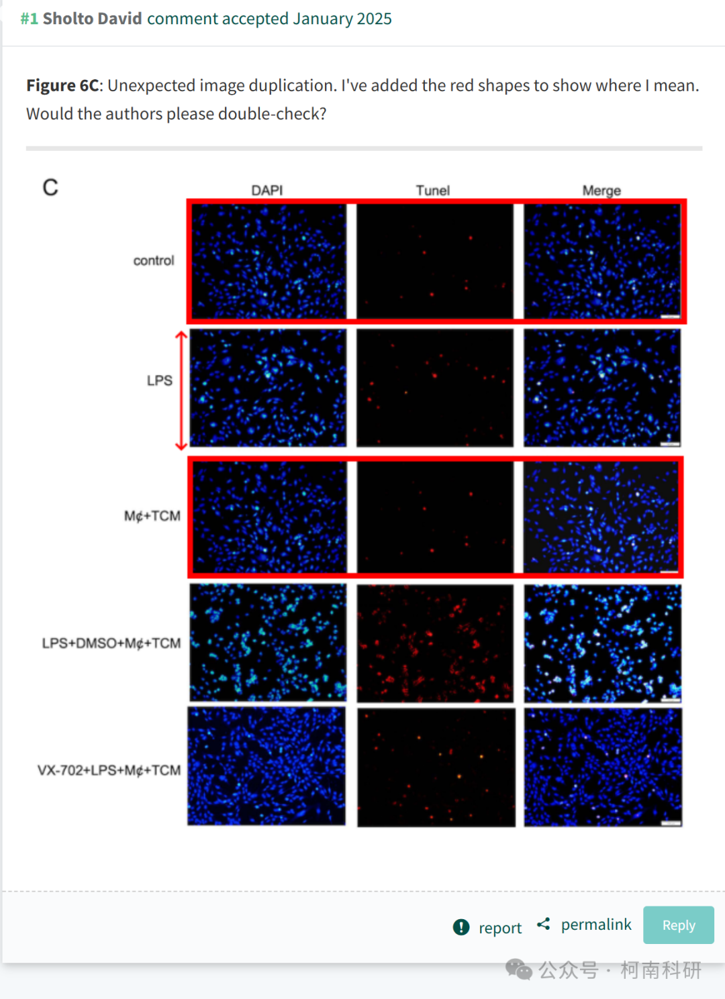 #1 Sholto David comment accepted January 2025
Figure 6C: Unexpected image duplication. I've added the red shapes to show where I mean.
Would the authors please double-check?
C
DAPI Tunel Merge
control
LPS
M¢+TCM
LPS+DMSO+M¢+TCM
VX-702+LPS+M¢+TCM
report permalink Reply
公众号 · 柯南科研